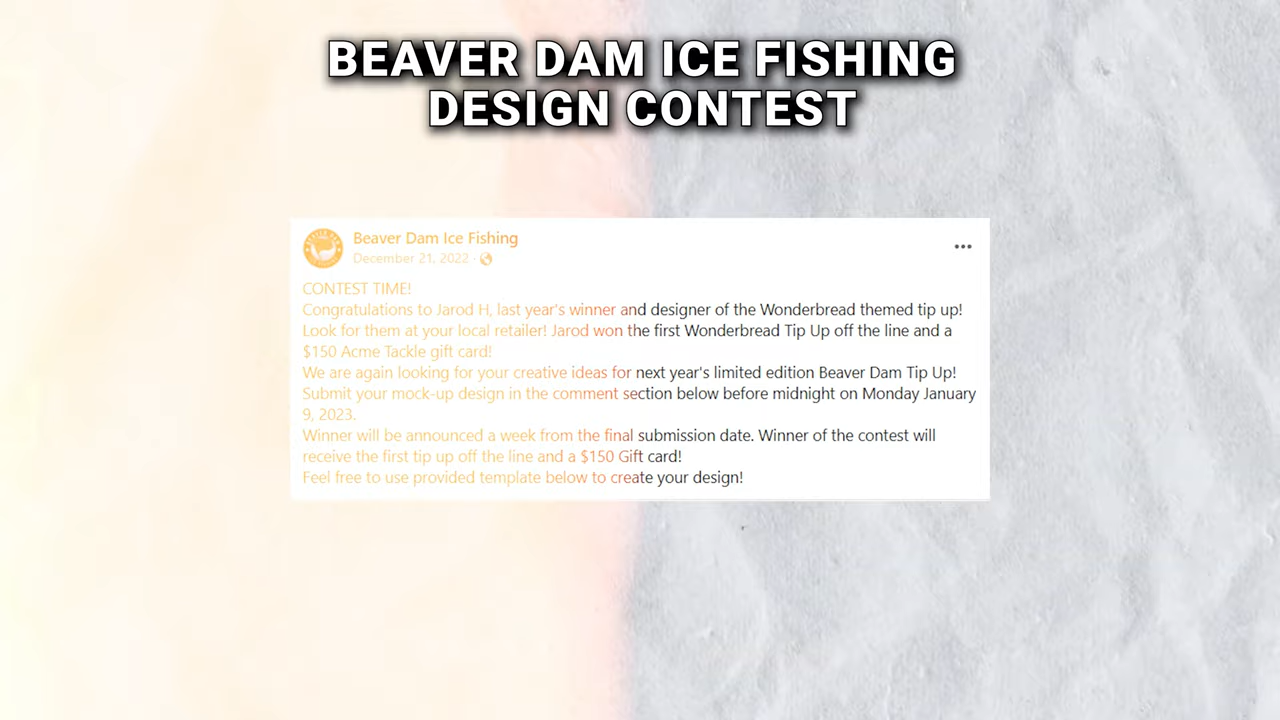 BEAVER DAM ICE FISHING
DESIGN CONTEST
Beaver Dam Ice Fishing
December 21, 2022 ·
CONTEST TIME!
Congratulations to Jarod H, last year's winner and designer of the Wonderbread themed tip up!
Look for them at your local retailer! Jarod won the first Wonderbread Tip Up off the line and a
$150 Acme Tackle gift card!
We are again looking for your creative ideas for next year's limited edition Beaver Dam Tip Up!
Submit your mock-up design in the comment section below before midnight on Monday January
9, 2023.
Winner will be announced a week from the final submission date. Winner of the contest will
receive the first tip up off the line and a $150 Gift card!
Feel free to use provided template below to create your design!